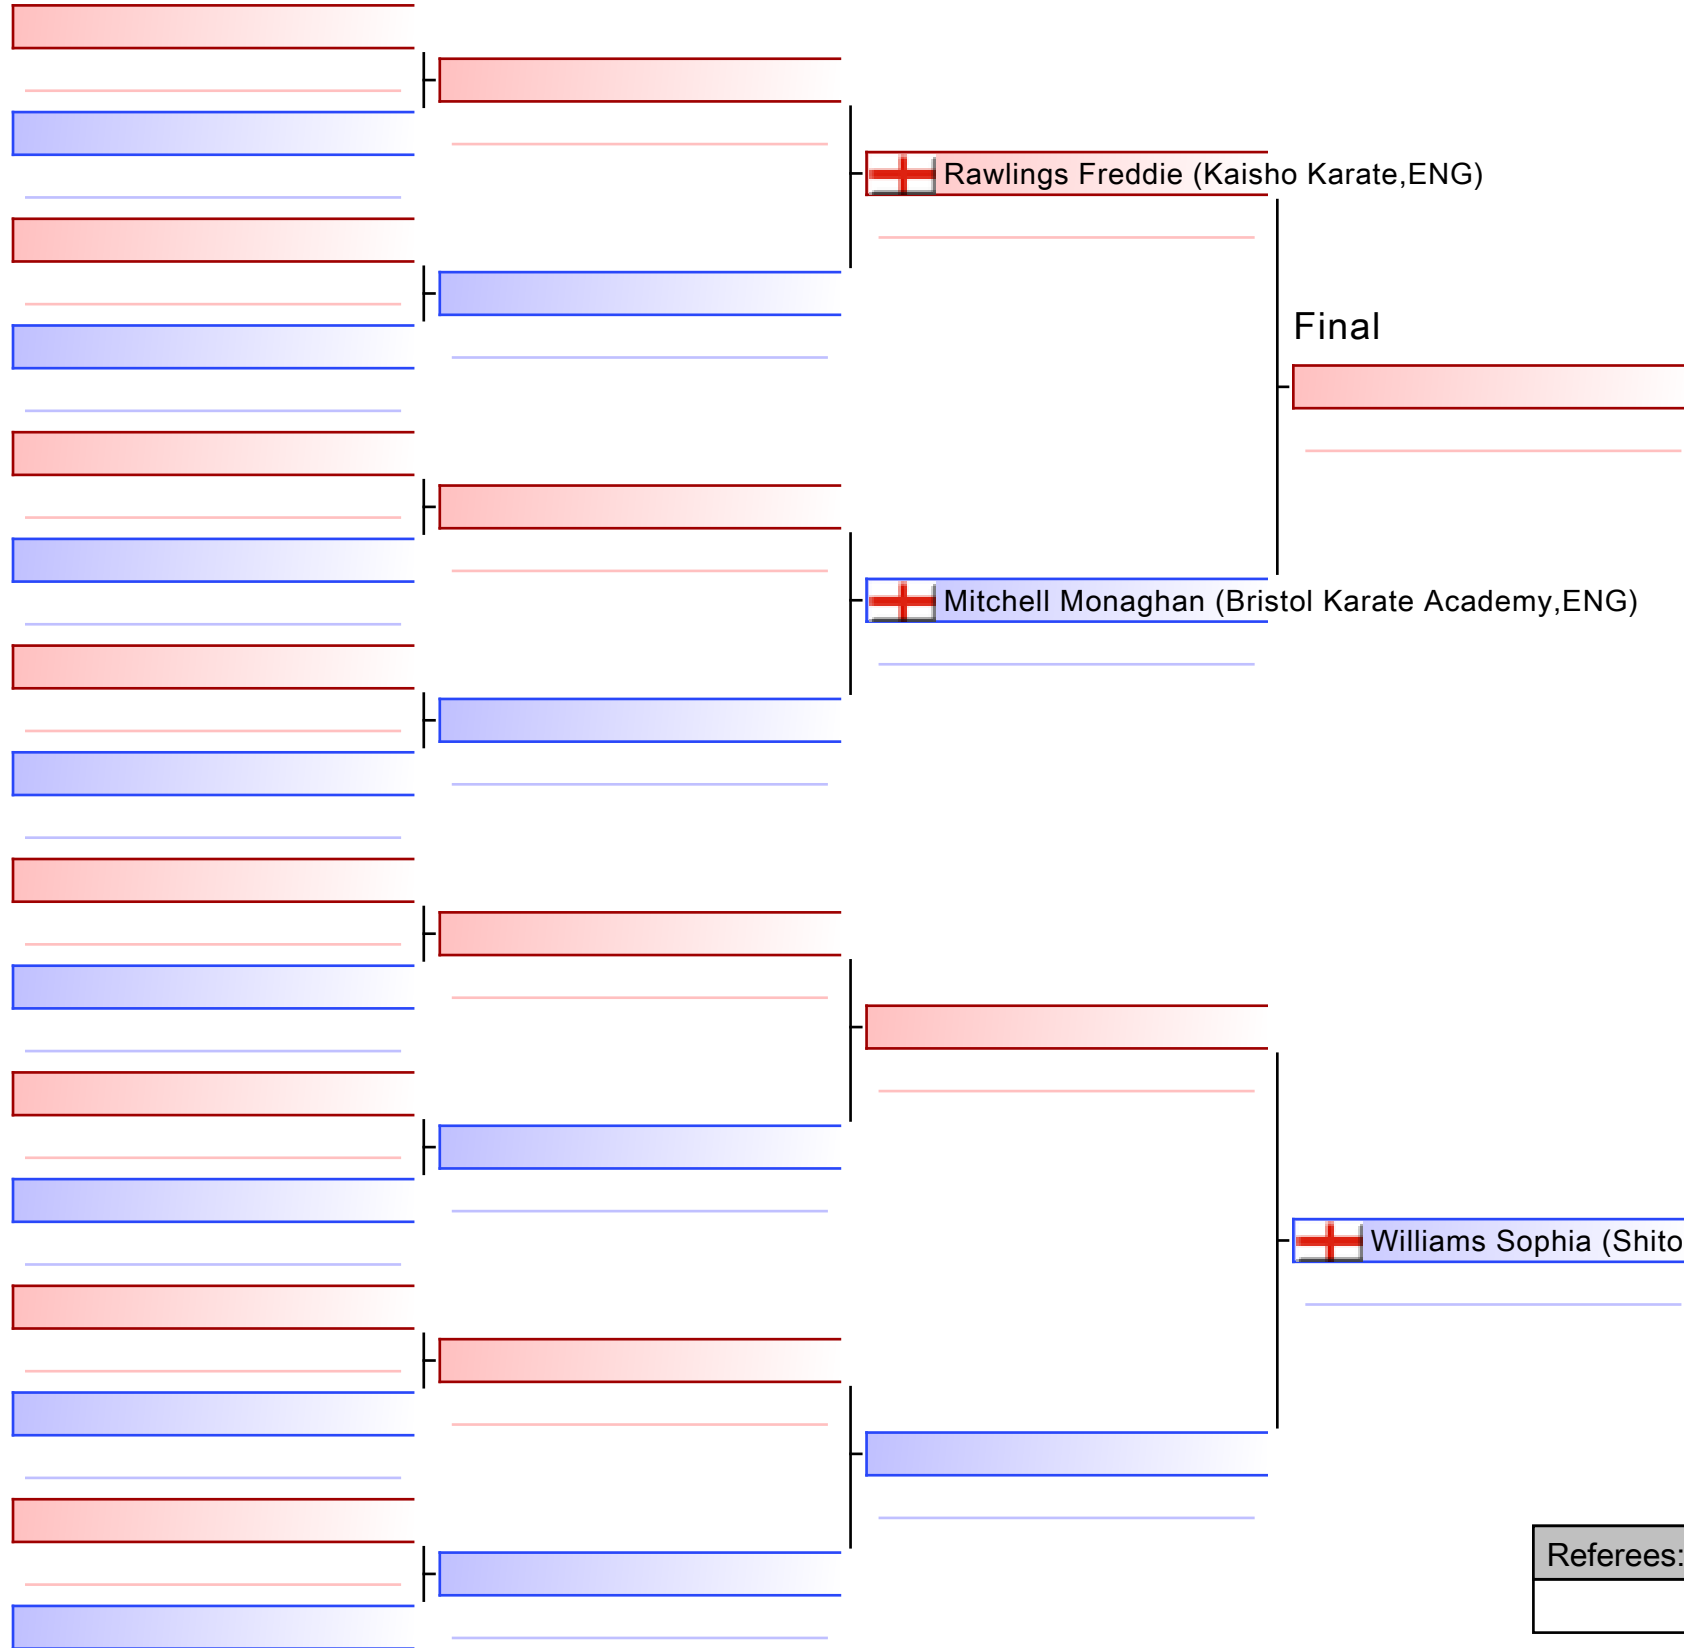 Rawlings Freddie (Kaisho Karate,ENG)
Final
Mitchell Monaghan (Bristol Karate Academy,ENG)
Williams Sophia (Shito
Referees: